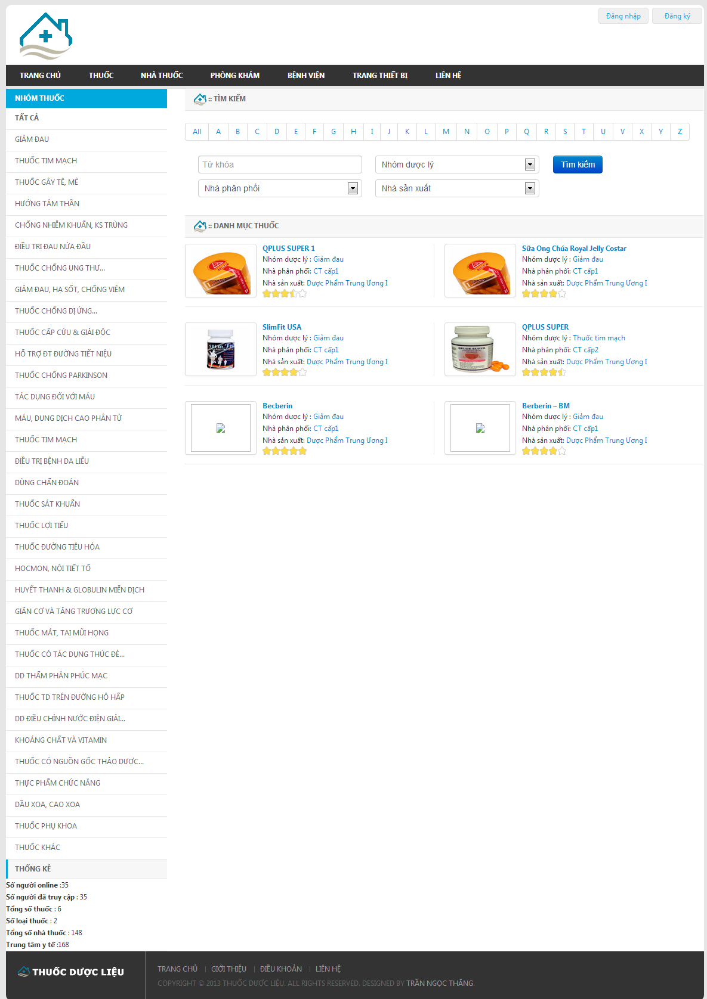 Đăng nhập
Đăng ký
TRANG CHỦ
THUỐC
NHÀ THUỐC
PHÒNG KHÁM
BỆNH VIỆN
TRANG THIẾT BỊ
LIÊN HỆ
NHÓM THUỐC
TẤT CẢ
GIẢM ĐAU
THUỐC TIM MẠCH
THUỐC GÂY TÊ, MÊ
HƯỚNG TÂM THẦN
CHỐNG NHIỄM KHUẨN, KS TRÙNG
ĐIỀU TRỊ ĐAU NỬA ĐẦU
THUỐC CHỐNG UNG THƯ...
GIẢM ĐAU, HẠ SỐT, CHỐNG VIÊM
THUỐC CHỐNG DỊ ỨNG...
THUỐC CẤP CỨU & GIẢI ĐỘC
HỖ TRỢ ĐT ĐƯỜNG TIẾT NIỆU
THUỐC CHỐNG PARKINSON
TÁC DỤNG ĐỐI VỚI MÁU
MÁU, DUNG DỊCH CAO PHÂN TỬ
THUỐC TIM MẠCH
ĐIỀU TRỊ BỆNH DA LIỄU
DÙNG CHẨN ĐOÁN
THUỐC SÁT KHUẨN
THUỐC LỢI TIỂU
THUỐC ĐƯỜNG TIÊU HÓA
HOCMON, NỘI TIẾT TỐ
HUYẾT THANH & GLOBULIN MIỄN DỊCH
GIÃN CƠ VÀ TĂNG TRƯƠNG LỰC CƠ
THUỐC MẮT, TAI MŨI HỌNG
THUỐC CÓ TÁC DỤNG THÚC ĐẺ...
DD THẨM PHÂN PHÚC MẠC
THUỐC TD TRÊN ĐƯỜNG HÔ HẤP
DD ĐIỀU CHỈNH NƯỚC ĐIỆN GIẢI...
KHOÁNG CHẤT VÀ VITAMIN
THUỐC CÓ NGUỒN GỐC THẢO DƯỢC...
THỰC PHẨM CHỨC NĂNG
DẦU XOA, CAO XOA
THUỐC PHỤ KHOA
THUỐC KHÁC
THỐNG KÊ
Số người online :35
Số người đã truy cập : 35
Tổng số thuốc : 6
Số loại thuốc : 2
Tổng số nhà thuốc : 148
Trung tâm y tế :168
:: TÌM KIẾM
All A B C D E F G H I J K L M N O P Q R S T U V X Y Z
Từ khóa
Nhóm dược lý
Tìm kiếm
Nhà phân phối
Nhà sản xuất
:: DANH MỤC THUỐC
QPLUS SUPER 1
Nhóm dược lý : Giảm đau
Nhà phân phối: CT cấp1
Nhà sản xuất: Dược Phẩm Trung Ương I
Sữa Ong Chúa Royal Jelly Costar
Nhóm dược lý : Giảm đau
Nhà phân phối: CT cấp1
Nhà sản xuất: Dược Phẩm Trung Ương I
SlimFit USA
Nhóm dược lý : Giảm đau
Nhà phân phối: CT cấp1
Nhà sản xuất: Dược Phẩm Trung Ương I
QPLUS SUPER
QPLUS SUPER
Nhóm dược lý : Thuốc tim mạch
Nhà phân phối: CT cấp2
Nhà sản xuất: Dược Phẩm Trung Ương I
Becberin
Nhóm dược lý : Giảm đau
Nhà phân phối: CT cấp1
Nhà sản xuất: Dược Phẩm Trung Ương I
Berberin – BM
Nhóm dược lý : Giảm đau
Nhà phân phối: CT cấp1
Nhà sản xuất: Dược Phẩm Trung Ương I
THUỐC DƯỢC LIỆU
TRANG CHỦ | GIỚI THIỆU | ĐIỀU KHOẢN | LIÊN HỆ
COPYRIGHT © 2013 THUỐC DƯỢC LIỆU. ALL RIGHTS RESERVED. DESIGNED BY TRẦN NGỌC THẮNG.